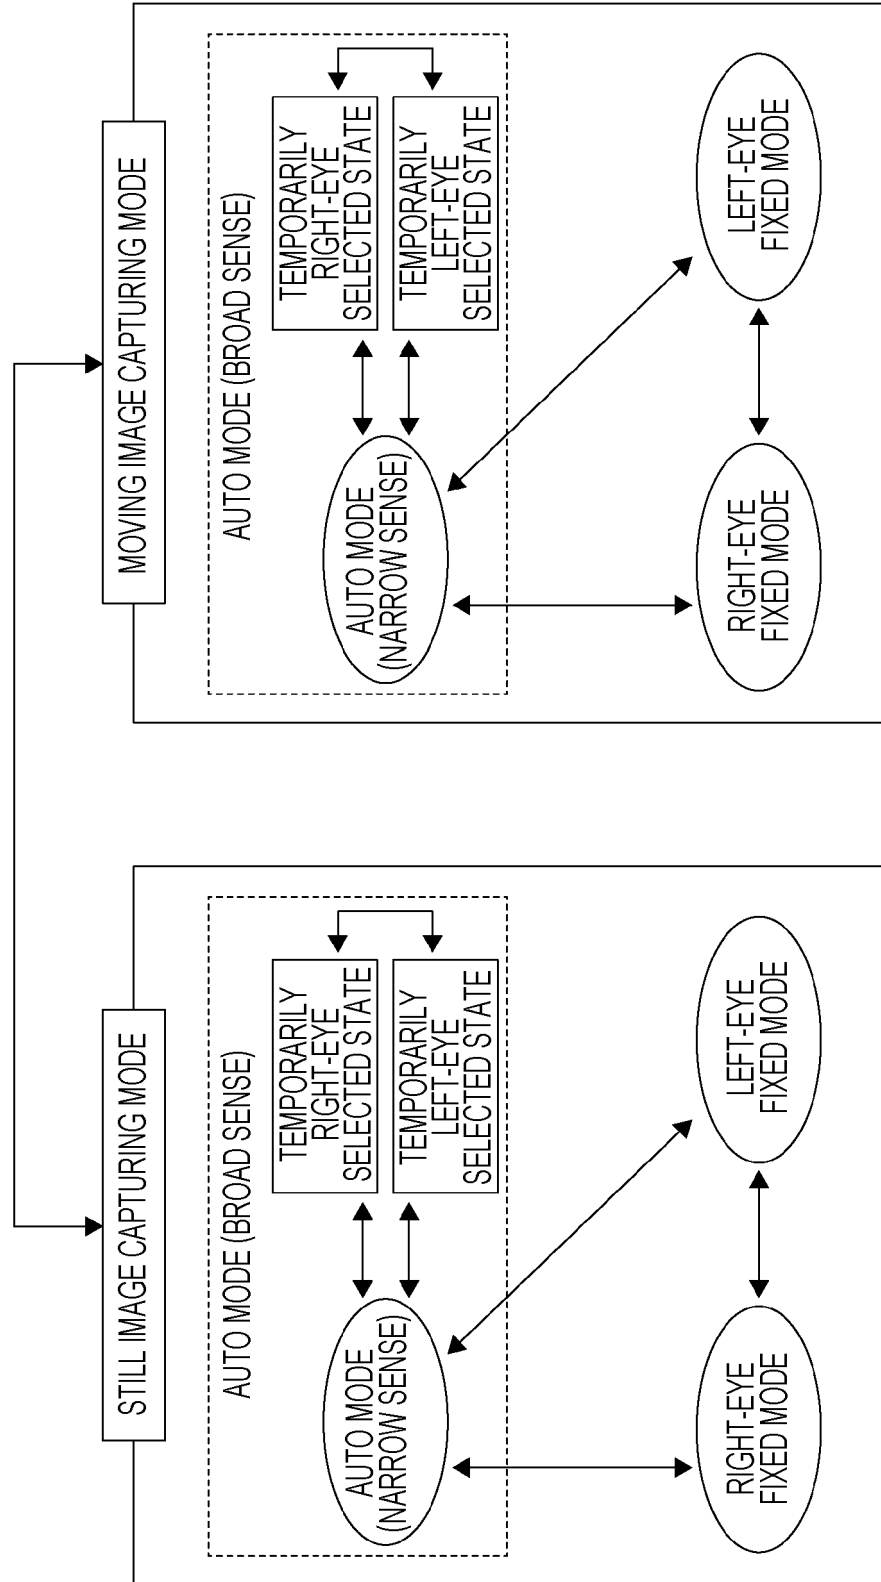 STILL IMAGE CAPTURING MODE
AUTO MODE (BROAD SENSE)
AUTO MODE
(NARROW SENSE)
TEMPORARILY
RIGHT-EYE
SELECTED STATE
TEMPORARILY
LEFT-EYE
SELECTED STATE
RIGHT-EYE
FIXED MODE
LEFT-EYE
FIXED MODE
MOVING IMAGE CAPTURING MODE
AUTO MODE (BROAD SENSE)
AUTO MODE
(NARROW SENSE)
TEMPORARILY
RIGHT-EYE
SELECTED STATE
TEMPORARILY
LEFT-EYE
SELECTED STATE
RIGHT-EYE
FIXED MODE
LEFT-EYE
FIXED MODE